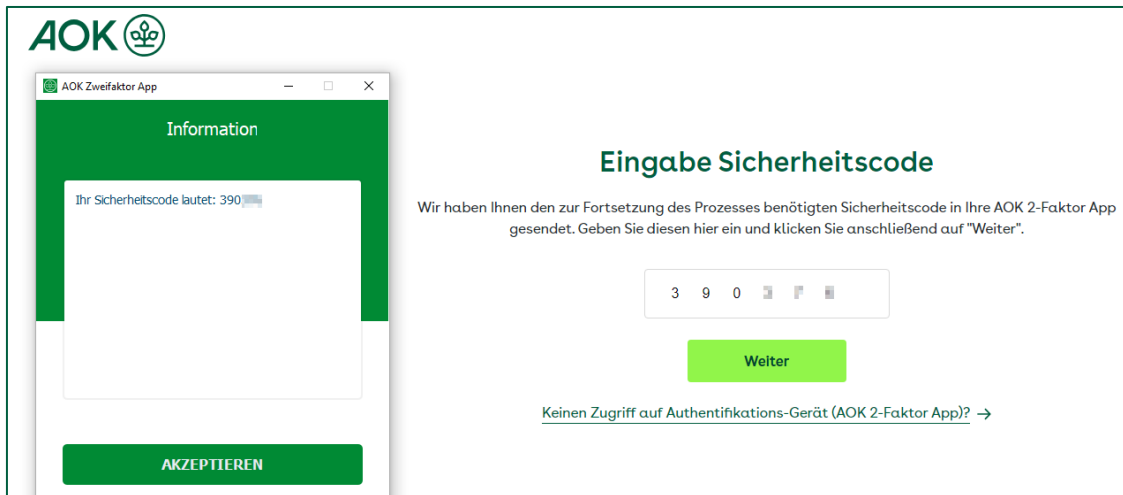 AOK
AOK Zweifaktor App
Information
Ihr Sicherheitscode lautet: 390
AKZEPTIEREN
Eingabe Sicherheitscode
Wir haben Ihnen den zur Fortsetzung des Prozesses benötigten Sicherheitscode in Ihre AOK 2-Faktor App
gesendet. Geben Sie diesen hier ein und klicken Sie anschließend auf "Weiter".
3 9 0
Weiter
Keinen Zugriff auf Authentifikations-Gerät (AOK 2-Faktor App)? →